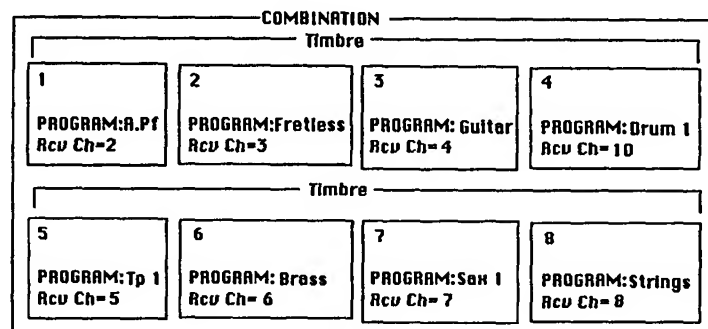 COMBINATION
Timbre
1 2 3 4
PROGRAM:A.Pf PROGRAM:Fretless PROGRAM: Guitar PROGRAM: Drum 1
Rcv Ch=2 Rcv Ch=3 Rcv Ch= 4 Rcv Ch= 10
Timbre
5 6 7 8
PROGRAM: Tp 1 PROGRAM: Brass PROGRAM:Sax 1 PROGRAM:Strings
Rcv Ch= 5 Rcv Ch= 6 Rcv Ch= 7 Rcv Ch= 8